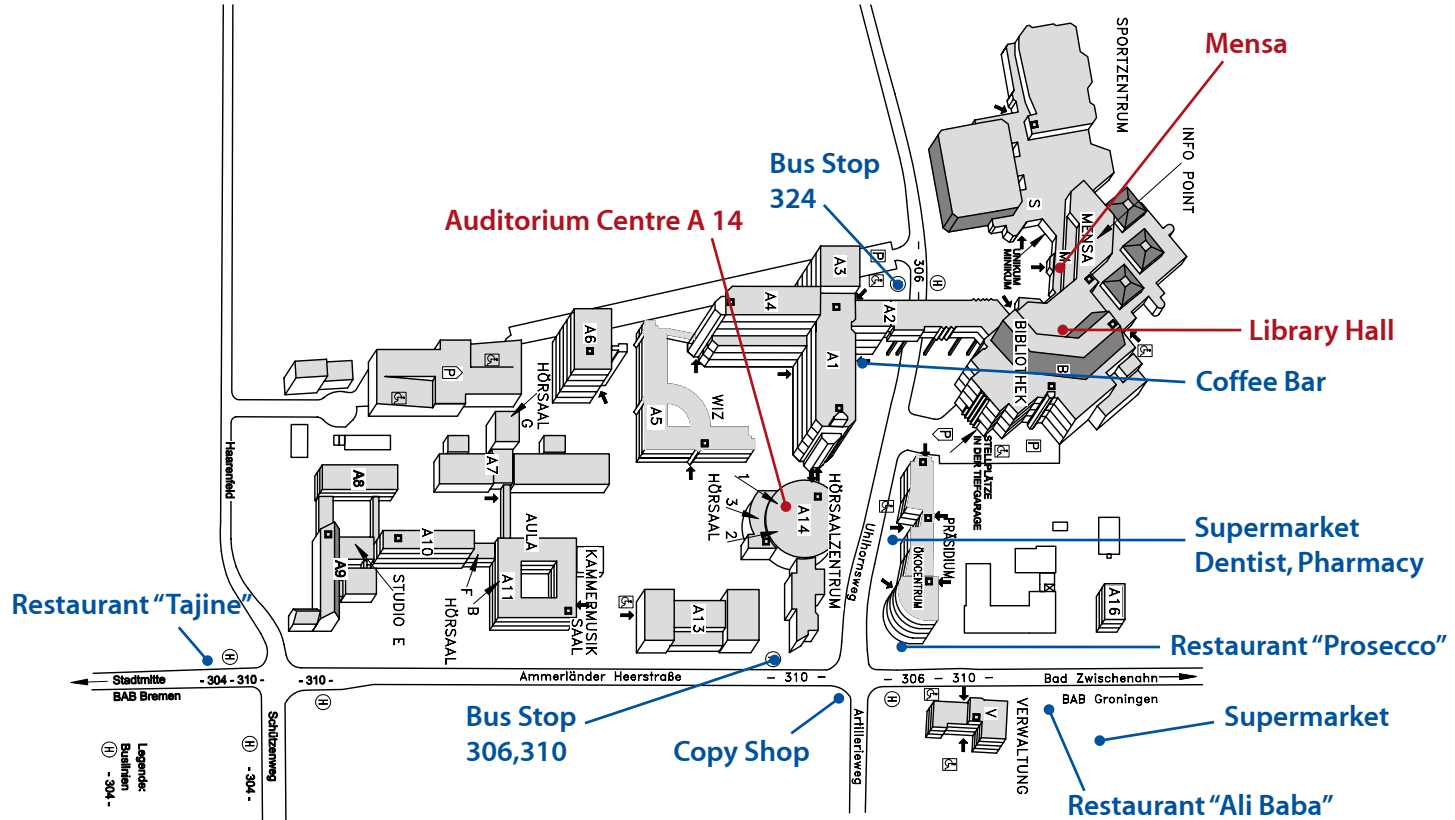 SPORTZENTRUM
Mensa
INFO POINT
Bus Stop
324
Auditorium Centre A 14
S
MENSA
M
UNIKUM
MINIKUM
P
A3
- 306 -
H
A4
A2
A6
A1
BIBLIOTHEK
B
Library Hall
Coffee Bar
P
HÖRSAAL
G
WIZ
A5
P
P
STELLPLÄTZE
IN DER TIEFGARAGE
Haarenfeld
A7
A8
1
3
2
HÖRSAAL
A14
HÖRSAALZENTRUM
Uhlhornsweg
PRÄSIDIUM
ÖKOCENTRUM
Supermarket
Dentist, Pharmacy
AULA
A10
A9
STUDIO E
A11
F B
HÖRSAAL
KAMMERMUSIK
SAAL
A13
A16
Restaurant “Tajine”
Restaurant “Prosecco”
H
H
Stadtmitte
- 304 - 310 -
- 310 -
Ammerländer Heerstraße
- 310 -
- 306 - 310 -
Bad Zwischenahn
BAB Bremen
BAB Groningen
H
H
Schützenweg
H
Bus Stop
306,310
Copy Shop
Artillerieweg
V
VERWALTUNG
Supermarket
Restaurant “Ali Baba”
- 304 -
Legende:
Buslinien
H - 304 -